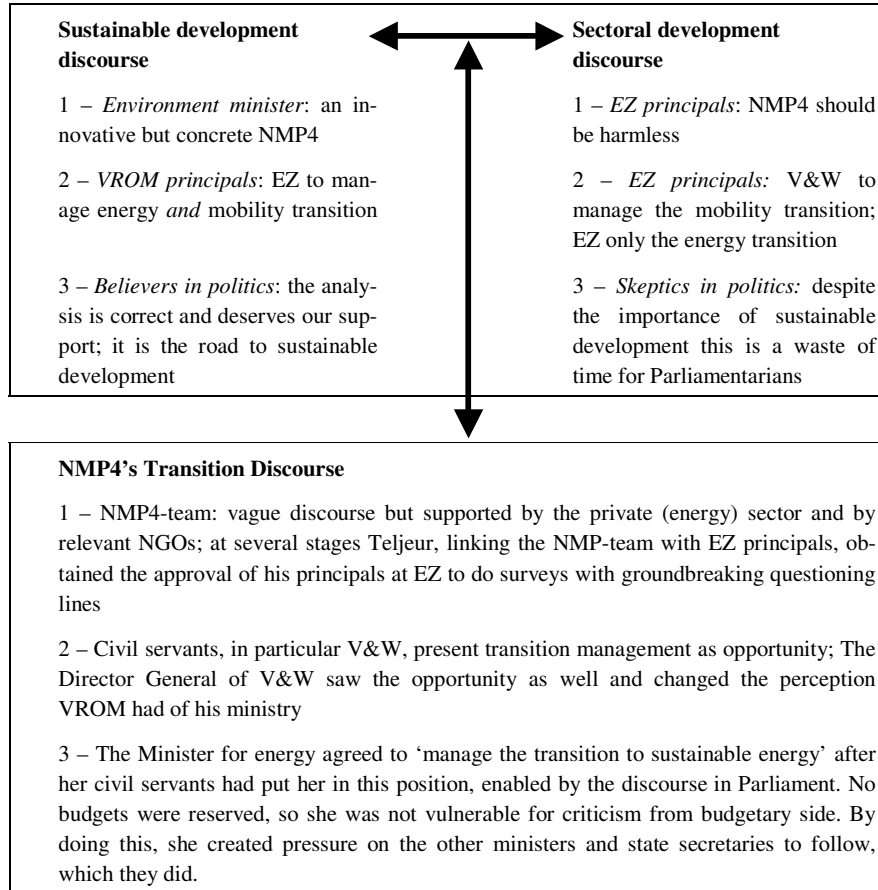 Sustainable development
discourse
1 – Environment minister: an in-
novative but concrete NMP4
2 – VROM principals: EZ to man-
age energy and mobility transition
3 – Believers in politics: the analy-
sis is correct and deserves our sup-
port; it is the road to sustainable
development
Sectoral development
discourse
1 – EZ principals: NMP4 should
be harmless
2 – EZ principals: V&W to
manage the mobility transition;
EZ only the energy transition
3 – Skeptics in politics: despite
the importance of sustainable
development this is a waste of
time for Parliamentarians
NMP4’s Transition Discourse
1 – NMP4-team: vague discourse but supported by the private (energy) sector and by
relevant NGOs; at several stages Teljeur, linking the NMP-team with EZ principals, ob-
tained the approval of his principals at EZ to do surveys with groundbreaking questioning
lines
2 – Civil servants, in particular V&W, present transition management as opportunity; The
Director General of V&W saw the opportunity as well and changed the perception
VROM had of his ministry
3 – The Minister for energy agreed to ‘manage the transition to sustainable energy’ after
her civil servants had put her in this position, enabled by the discourse in Parliament. No
budgets were reserved, so she was not vulnerable for criticism from budgetary side. By
doing this, she created pressure on the other ministers and state secretaries to follow,
which they did.